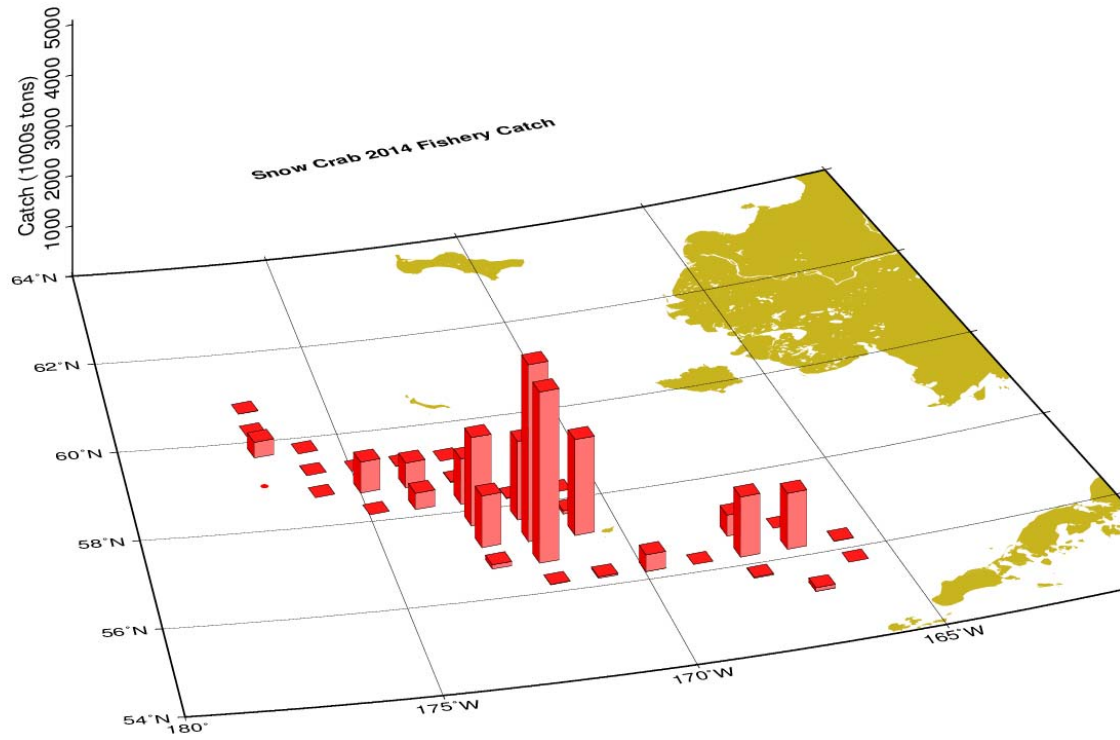 5000
4000
3000
2000
1000
Catch (1000s tons)
Snow Crab 2014 Fishery Catch
64°N
62°N
60°N
58°N
56°N
54°N
180°
175°W
170°W
165°W